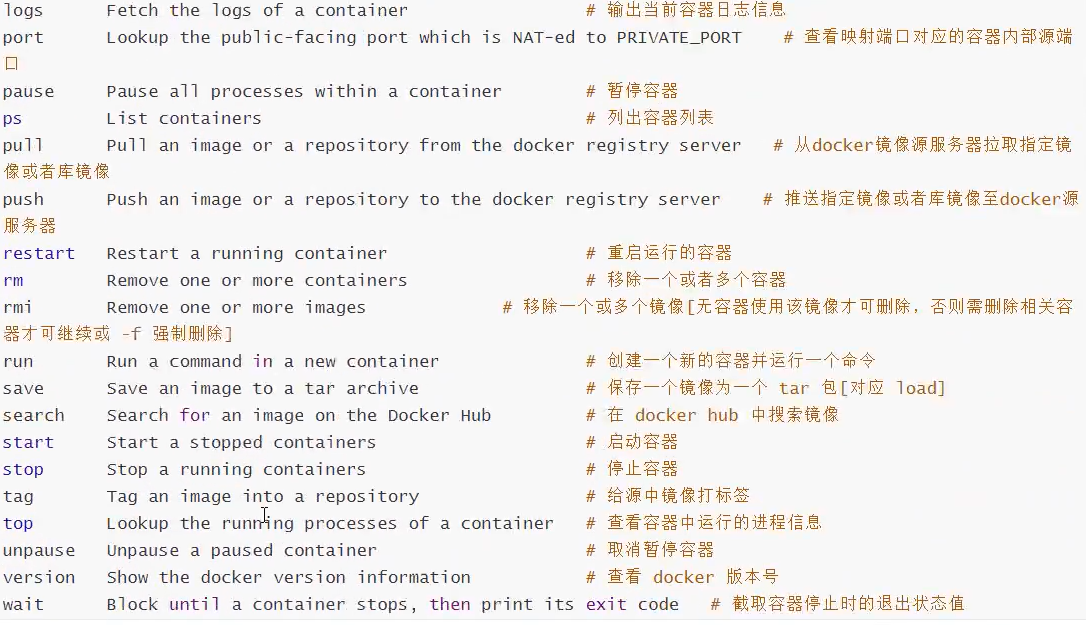 logs Fetch the logs of a container # 输出当前容器日志信息
port Lookup the public-facing port which is NAT-ed to PRIVATE_PORT # 查看映射端口对应的容器内部源端
口
pause Pause all processes within a container # 暂停容器
ps List containers # 列出容器列表
pull Pull an image or a repository from the docker registry server # 从docker镜像源服务器拉取指定镜
像或者库镜像
push Push an image or a repository to the docker registry server # 推送指定镜像或者库镜像至docker源
服务器
restart Restart a running container # 重启运行的容器
rm Remove one or more containers # 移除一个或者多个容器
rmi Remove one or more images # 移除一个或多个镜像[无容器使用该镜像才可删除，否则需删除相关容
器才可继续或 -f 强制删除]
run Run a command in a new container # 创建一个新的容器并运行一个命令
save Save an image to a tar archive # 保存一个镜像为一个 tar 包[对应 load]
search Search for an image on the Docker Hub # 在 docker hub 中搜索镜像
start Start a stopped containers # 启动容器
stop Stop a running containers # 停止容器
tag Tag an image into a repository # 给源中镜像打标签
top Lookup the running processes of a container # 查看容器中运行的进程信息
unpause Unpause a paused container # 取消暂停容器
version Show the docker version information # 查看 docker 版本号
wait Block until a container stops, then print its exit code # 截取容器停止时的退出状态值